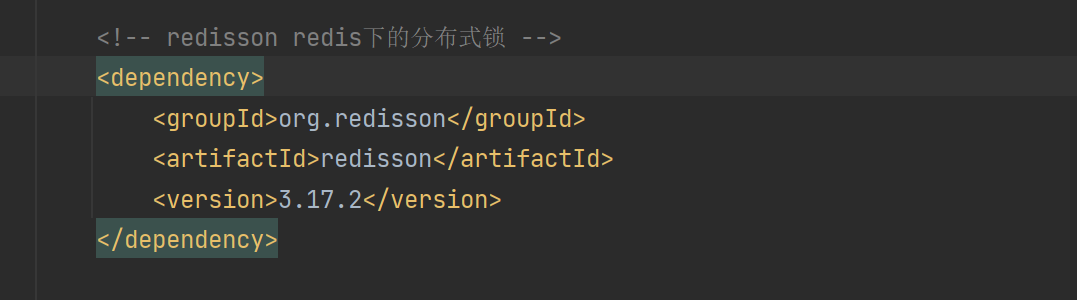 <!-- redisson redis下的分布式锁 -->
<dependency>
<groupId>org.redisson</groupId>
<artifactId>redisson</artifactId>
<version>3.17.2</version>
</dependency>